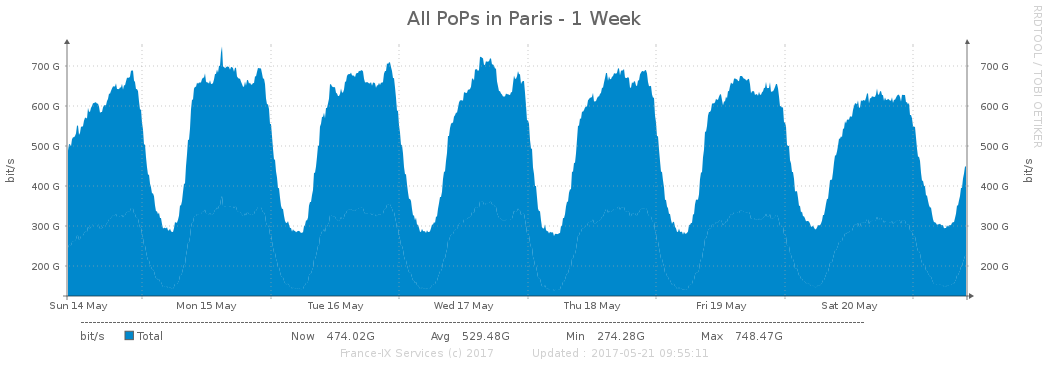 All PoPs in Paris - 1 Week
RRDTOOL / TOBI OETIKER
bit/s
bit/s
700 G 700 G
600 G 600 G
500 G 500 G
400 G 400 G
300 G 300 G
200 G 200 G
Sun 14 May Mon 15 May Tue 16 May Wed 17 May Thu 18 May Fri 19 May Sat 20 May
bit/s Total Now 474.02G Avg 529.48G Min 274.28G Max 748.47G
France-IX Services (c) 2017 Updated : 2017-05-21 09:55:11